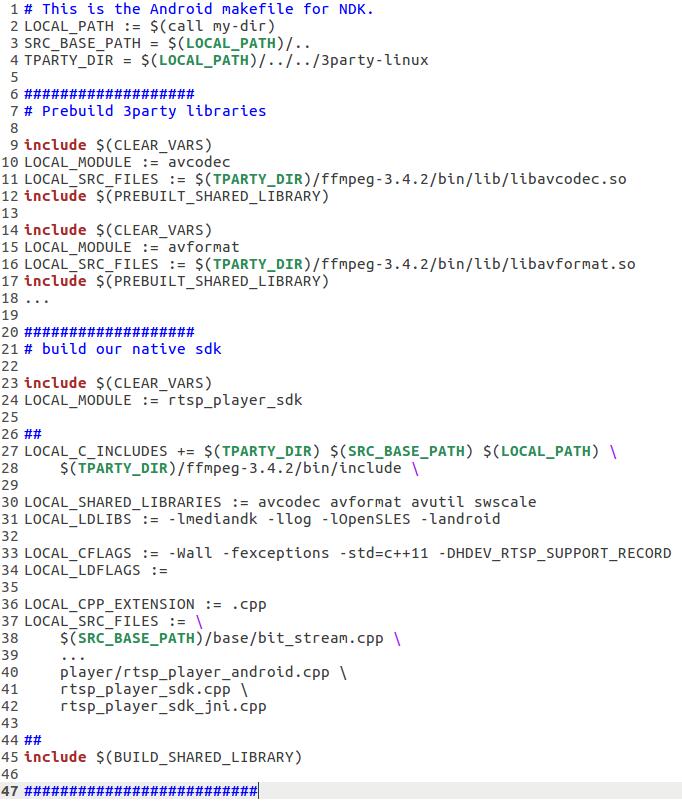 1 # This is the Android makefile for NDK.
2 LOCAL_PATH := $(call my-dir)
3 SRC_BASE_PATH = $(LOCAL_PATH)/..
4 TPARTY_DIR = $(LOCAL_PATH)/../../3party-linux
5
6 ###################
7 # Prebuild 3party libraries
8
9 include $(CLEAR_VARS)
10 LOCAL_MODULE := avcodec
11 LOCAL_SRC_FILES := $(TPARTY_DIR)/ffmpeg-3.4.2/bin/lib/libavcodec.so
12 include $(PREBUILT_SHARED_LIBRARY)
13
14 include $(CLEAR_VARS)
15 LOCAL_MODULE := avformat
16 LOCAL_SRC_FILES := $(TPARTY_DIR)/ffmpeg-3.4.2/bin/lib/libavformat.so
17 include $(PREBUILT_SHARED_LIBRARY)
18 ...
19
20 ###################
21 # build our native sdk
22
23 include $(CLEAR_VARS)
24 LOCAL_MODULE := rtsp_player_sdk
25
26 ##
27 LOCAL_C_INCLUDES += $(TPARTY_DIR) $(SRC_BASE_PATH) $(LOCAL_PATH) \
28     $(TPARTY_DIR)/ffmpeg-3.4.2/bin/include \
29
30 LOCAL_SHARED_LIBRARIES := avcodec avformat avutil swscale
31 LOCAL_LDLIBS := -lmediandk -llog -lOpenSLES -landroid
32
33 LOCAL_CFLAGS := -Wall -fexceptions -std=c++11 -DHDEV_RTSP_SUPPORT_RECORD
34 LOCAL_LDFLAGS :=
35
36 LOCAL_CPP_EXTENSION := .cpp
37 LOCAL_SRC_FILES := \
38     $(SRC_BASE_PATH)/base/bit_stream.cpp \
39     ...
40     player/rtsp_player_android.cpp \
41     rtsp_player_sdk.cpp \
42     rtsp_player_sdk_jni.cpp
43
44 ##
45 include $(BUILD_SHARED_LIBRARY)
46
47 ##########################